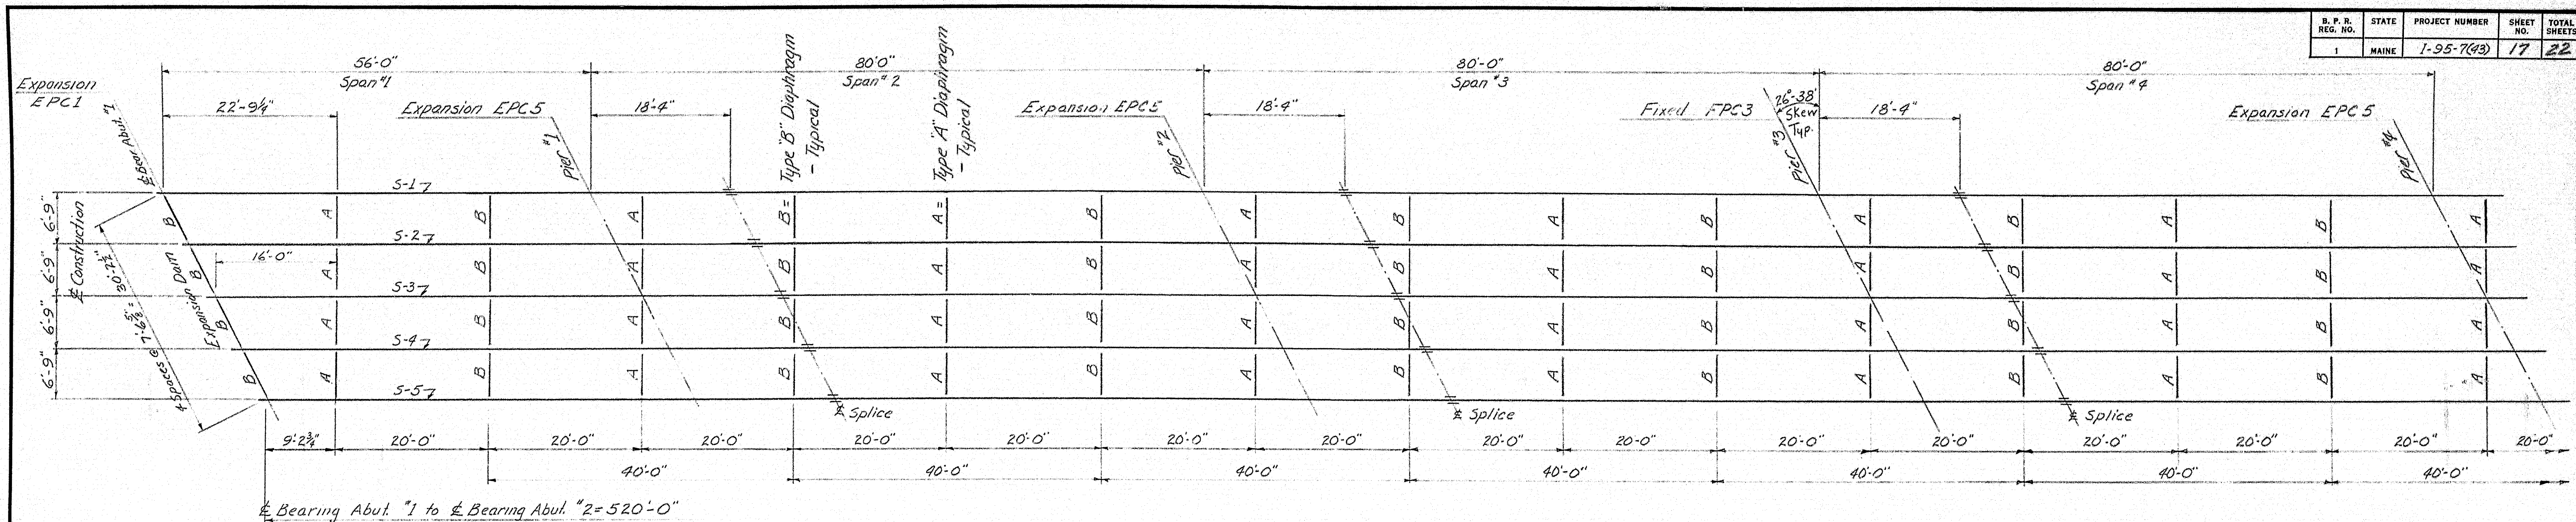 B. P. R. REG. NO. STATE PROJECT NUMBER SHEET NO. TOTAL SHEETS
1 MAINE I-95-7(43) 17 22
56'-0" 80'-0" 80'-0" 80'-0"
Span #1 Span #2 Span #3 Span #4
Expansion EPC1
22'-9¼" Expansion EPC5 18'-4" Expansion EPC5 18'-4" Fixed FPC3 26°-38' Skew Typ. 18'-4" Expansion EPC5
Type "B" Diaphragm - Typical
Type "A" Diaphragm - Typical
℄ Bear Abut. #1
Pier #1 Pier #2 Pier #3 Pier #4
S-1
6'-9" B A B A B = A = B A B A B A B A B A
S-2
℄ Construction
16'-0"
6'-9" B A B A B A B A B A B A B A B A
S-3
Expansion Dam
4 Spaces @ 7'-6⅝" = 30'-2½"
6'-9" B A B A B A B A B A B A B A B A
S-4
6'-9" B A B A B A B A B A B A B A B A
S-5
℄ Splice ℄ Splice ℄ Splice
9'-2¾" 20'-0" 20'-0" 20'-0" 20'-0" 20'-0" 20'-0" 20'-0" 20'-0" 20'-0" 20'-0" 20'-0" 20'-0" 20'-0" 20'-0" 20'-0"
40'-0" 40'-0" 40'-0" 40'-0" 40'-0" 40'-0" 40'-0"
℄ Bearing Abut. #1 to ℄ Bearing Abut. #2 = 520'-0"